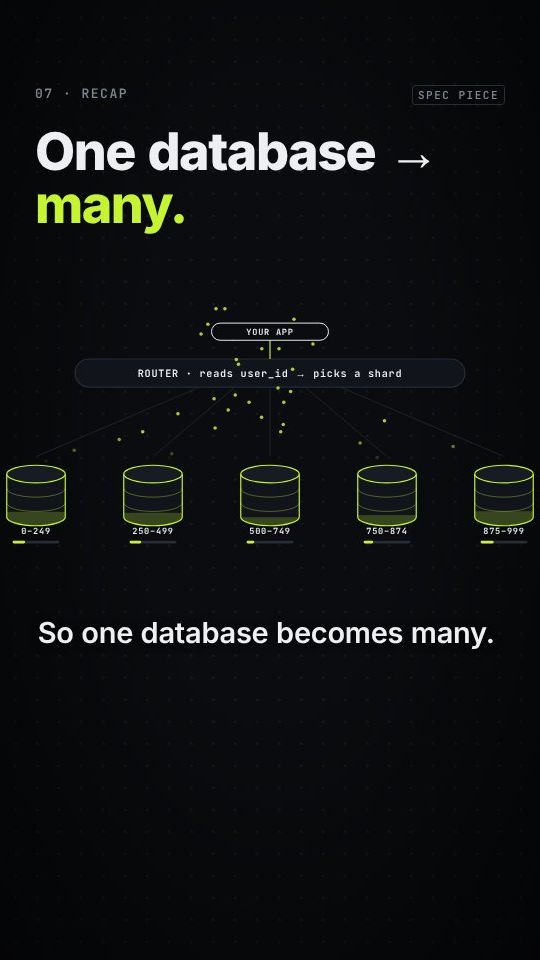 07 · RECAP
SPEC PIECE
One database →
many.
YOUR APP
ROUTER · reads user_id → picks a shard
0–249
250–499
500–749
750–874
875–999
So one database becomes many.